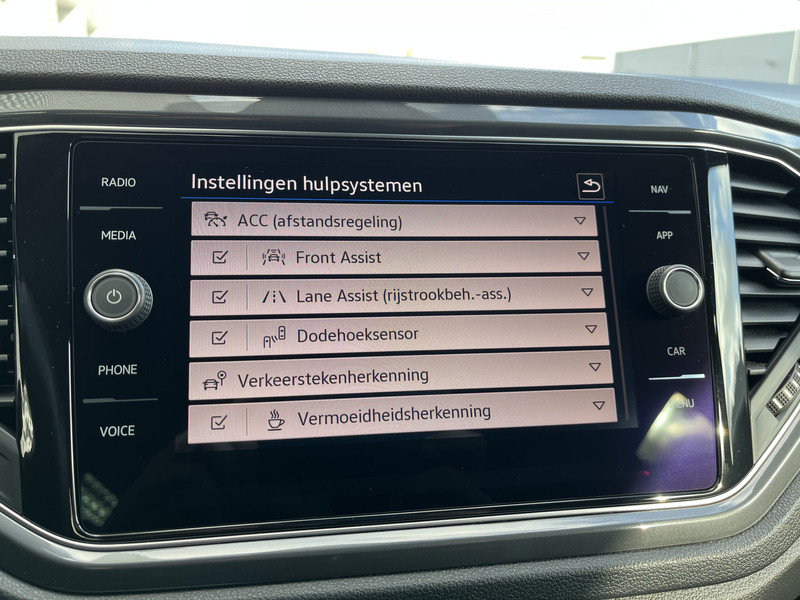 Instellingen hulpsystemen
ACC (afstandsregeling)
Front Assist
Lane Assist (rijstrookbeh.-ass.)
Dodehoeksensor
Verkeerstekenherkenning
Vermoeidheidsherkenning
RADIO
MEDIA
PHONE
VOICE
NAV
APP
CAR
MENU